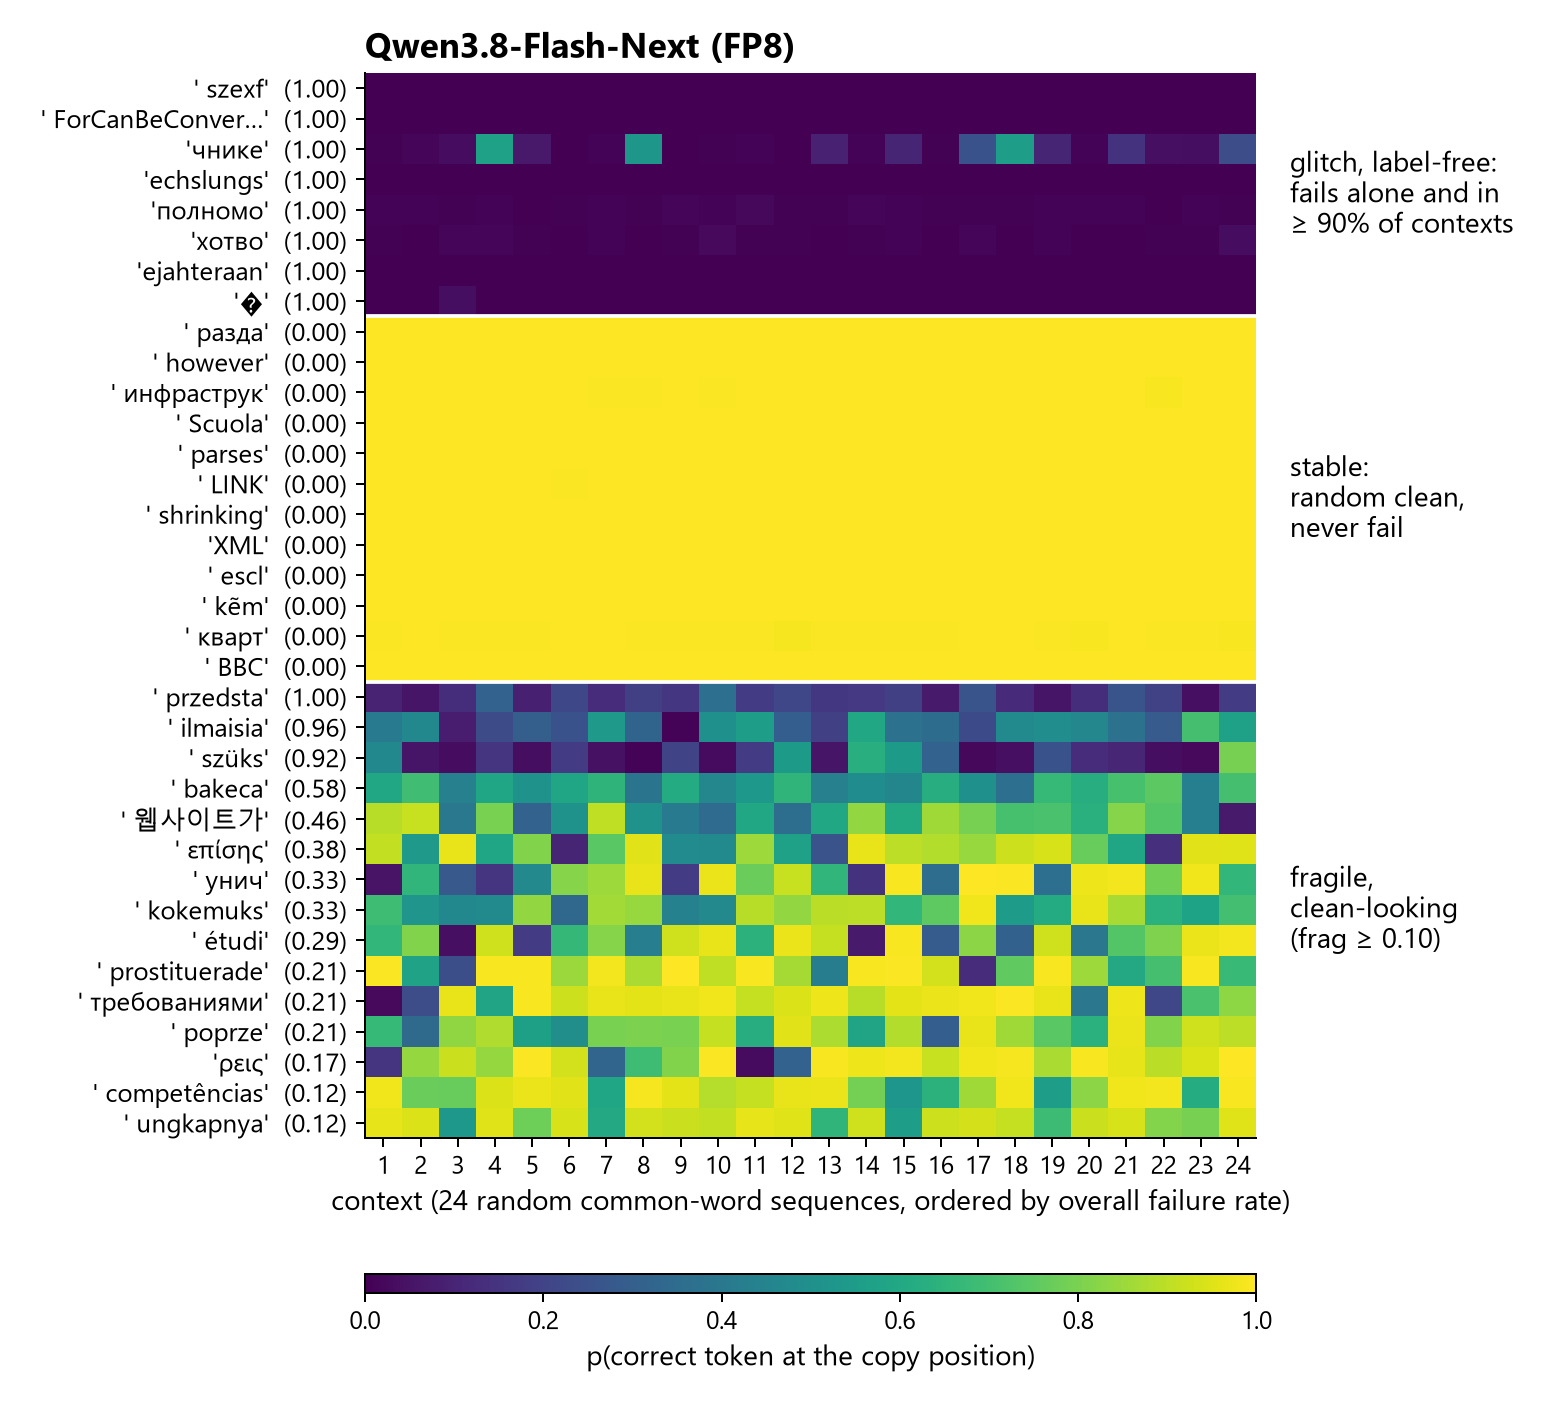 Qwen3.8-Flash-Next (FP8)
' szexf' (1.00)
' ForCanBeConver...' (1.00)
'чнике' (1.00)
'echslungs' (1.00)
'полномо' (1.00)
'хотво' (1.00)
'ejahteraan' (1.00)
'�' (1.00)
glitch, label-free:
fails alone and in
≥ 90% of contexts
' разда' (0.00)
' however' (0.00)
' инфраструк' (0.00)
' Scuola' (0.00)
' parses' (0.00)
' LINK' (0.00)
' shrinking' (0.00)
'XML' (0.00)
' escl' (0.00)
' kẽm' (0.00)
' кварт' (0.00)
' BBC' (0.00)
stable:
random clean,
never fail
' przedsta' (1.00)
' ilmaisia' (0.96)
' szüks' (0.92)
' bakeca' (0.58)
' 웹사이트가' (0.46)
' επίσης' (0.38)
' унич' (0.33)
' kokemuks' (0.33)
' étudi' (0.29)
' prostituerade' (0.21)
' требованиями' (0.21)
' poprze' (0.21)
'ρεις' (0.17)
' competências' (0.12)
' ungkapnya' (0.12)
fragile,
clean-looking
(frag ≥ 0.10)
1 2 3 4 5 6 7 8 9 10 11 12 13 14 15 16 17 18 19 20 21 22 23 24
context (24 random common-word sequences, ordered by overall failure rate)
0.0 0.2 0.4 0.6 0.8 1.0
p(correct token at the copy position)